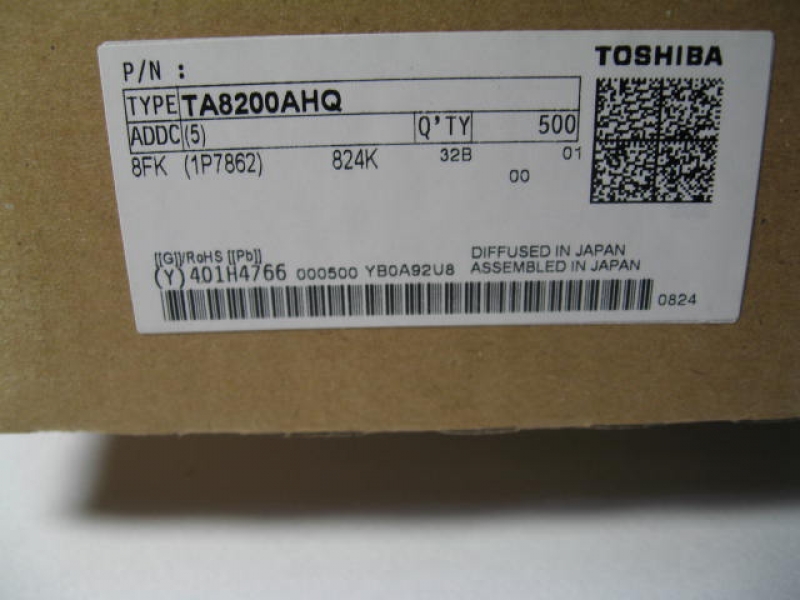 TOSHIBA
P/N :
TYPE TA8200AHQ
ADDC (5) Q'TY 500
8FK (1P7862) 824K 32B 01
00
[[G]]/RoHS [[Pb]] DIFFUSED IN JAPAN
(Y)401H4766 000500 YB0A92U8 ASSEMBLED IN JAPAN
0824